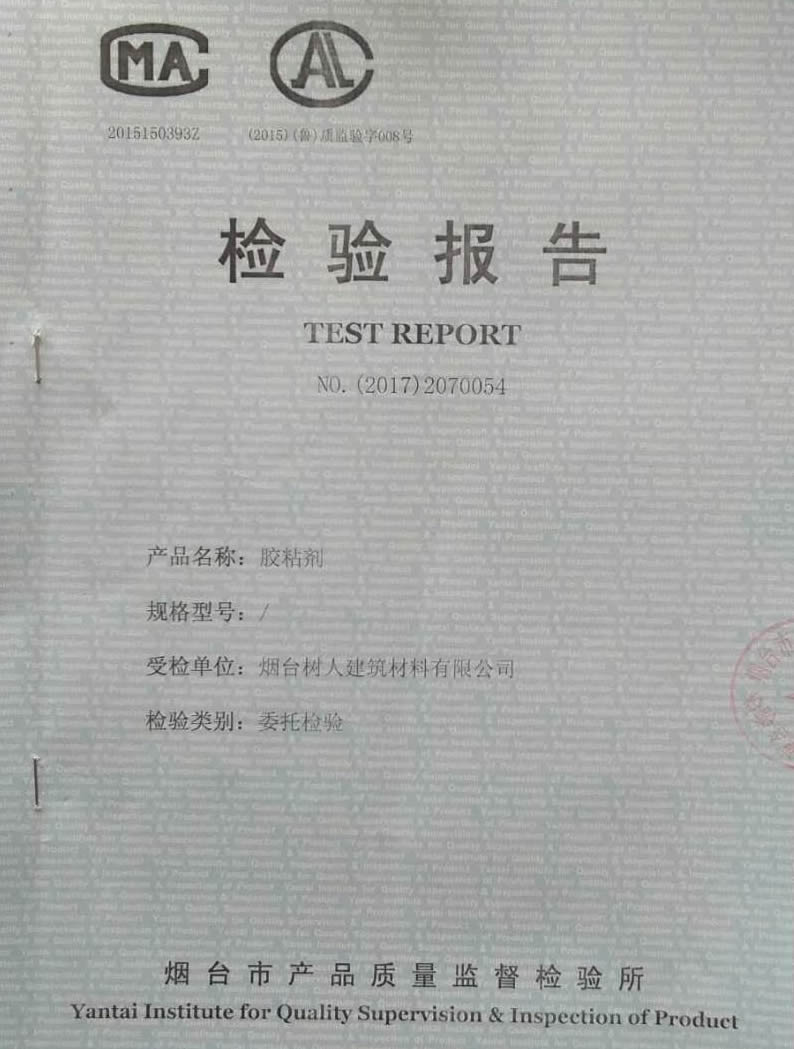 MA AL
2015150393Z (2015)(鲁)质监验字008号
检验报告
TEST REPORT
NO.(2017)2070054
产品名称：胶粘剂
规格型号：/
受检单位：烟台树人建筑材料有限公司
检验类别：委托检验
烟台市
烟台市产品质量监督检验所
Yantai Institute for Quality Supervision & Inspection of Product